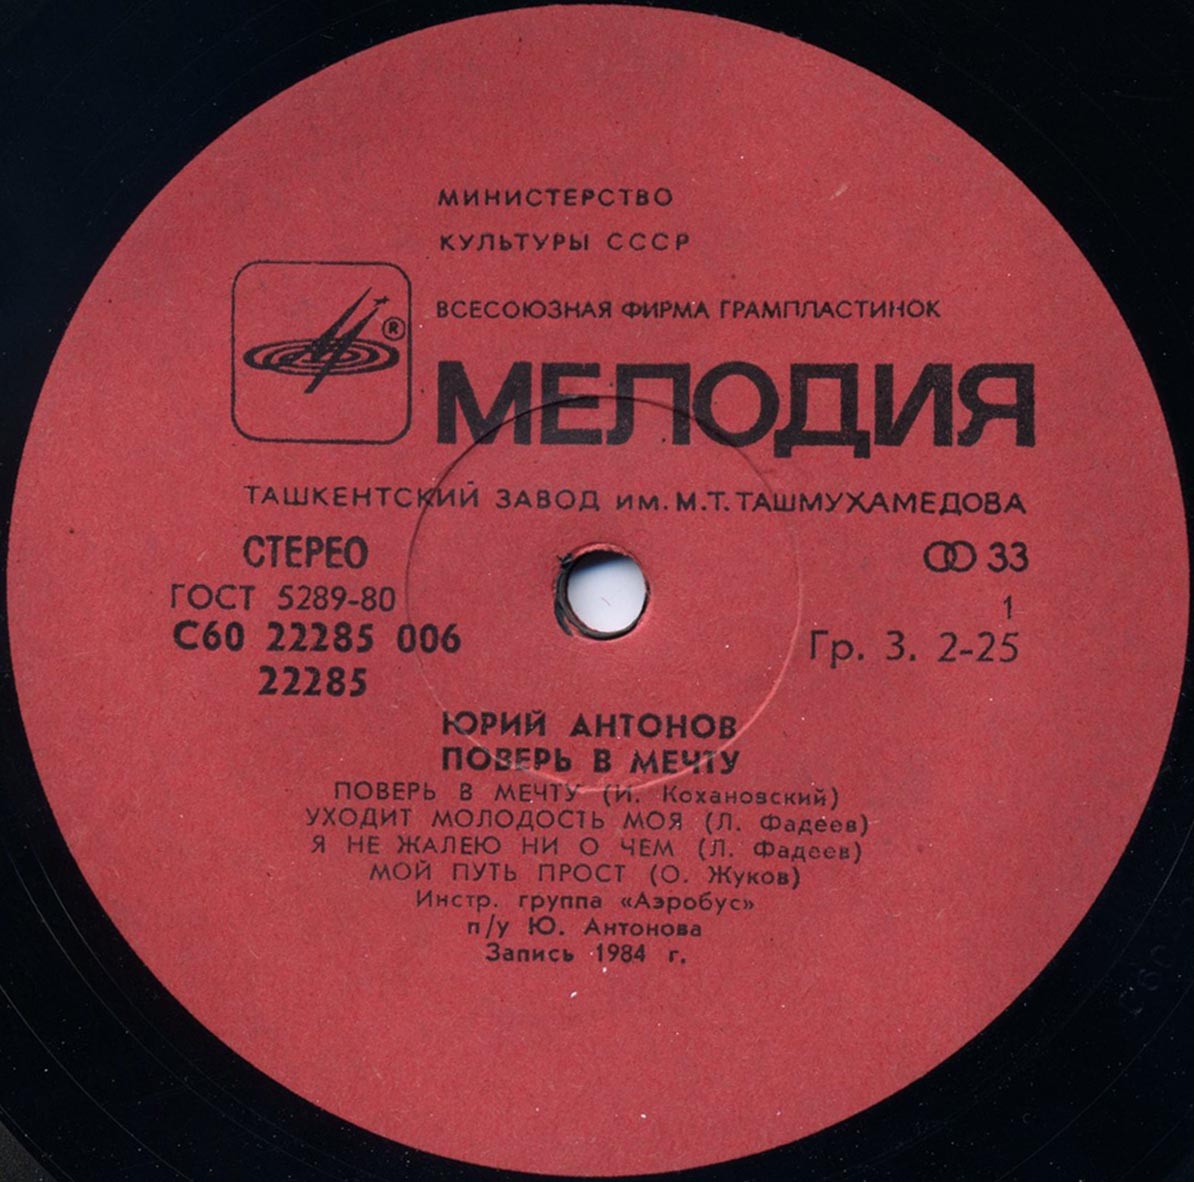 МИНИСТЕРСТВО
КУЛЬТУРЫ СССР
ВСЕСОЮЗНАЯ ФИРМА ГРАМПЛАСТИНОК
®
МЕЛОДИЯ
ТАШКЕНТСКИЙ ЗАВОД им. М.Т. ТАШМУХАМЕДОВА
СТЕРЕО
33
ГОСТ 5289-80
1
С60 22285 006
Гр. 3. 2-25
22285
ЮРИЙ АНТОНОВ
ПОВЕРЬ В МЕЧТУ
ПОВЕРЬ В МЕЧТУ (И. Кохановский)
УХОДИТ МОЛОДОСТЬ МОЯ (Л. Фадеев)
Я НЕ ЖАЛЕЮ НИ О ЧЕМ (Л. Фадеев)
МОЙ ПУТЬ ПРОСТ (О. Жуков)
Инстр. группа «Аэробус»
п/у Ю. Антонова
Запись 1984 г.